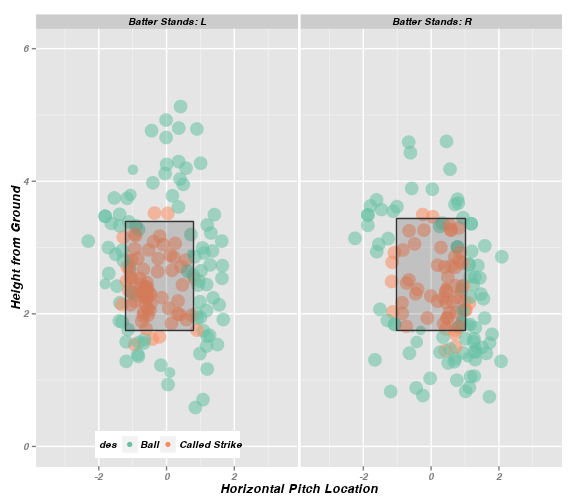 Batter Stands: L
Batter Stands: R
6
4
2
0
Height from Ground
des Ball Called Strike
-2 0 2
-2 0 2
Horizontal Pitch Location